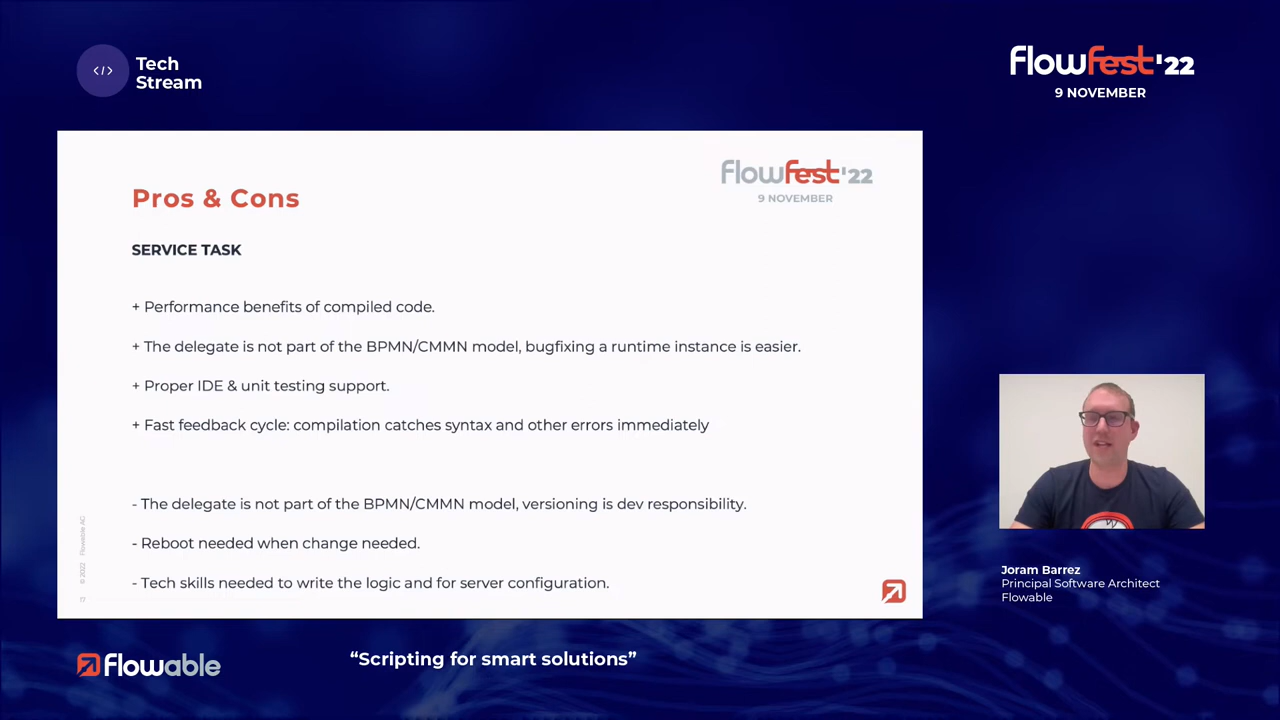 Tech
Stream
flowfest'22
9 NOVEMBER
flowfest'22
9 NOVEMBER
Pros & Cons
SERVICE TASK
+ Performance benefits of compiled code.
+ The delegate is not part of the BPMN/CMMN model, bugfixing a runtime instance is easier.
+ Proper IDE & unit testing support.
+ Fast feedback cycle: compilation catches syntax and other errors immediately
- The delegate is not part of the BPMN/CMMN model, versioning is dev responsibility.
- Reboot needed when change needed.
- Tech skills needed to write the logic and for server configuration.
© 2022 Flowable AG
Joram Barrez
Principal Software Architect
Flowable
flowable
“Scripting for smart solutions”